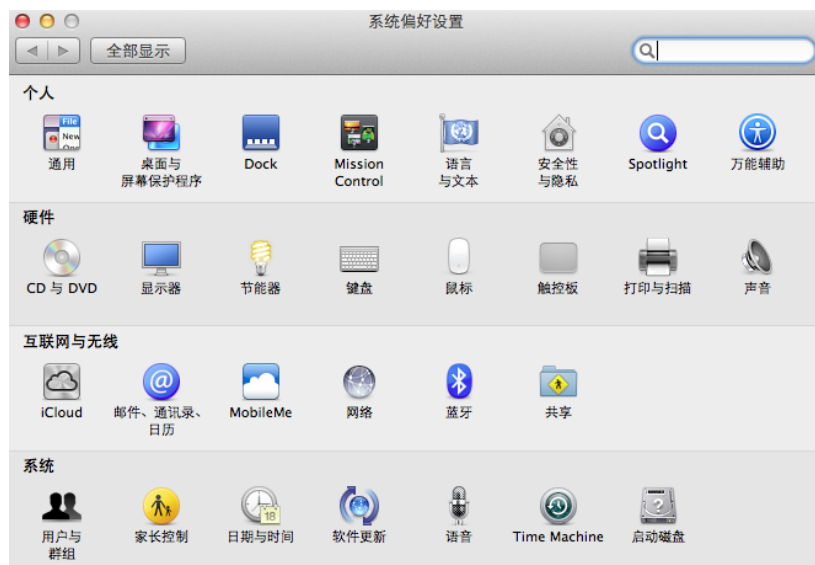 系统偏好设置
全部显示
个人
File
New
通用
桌面与
屏幕保护程序
Dock
Mission
Control
语言
与文本
安全性
与隐私
Spotlight
万能辅助
硬件
CD 与 DVD
显示器
节能器
键盘
鼠标
触控板
打印与扫描
声音
互联网与无线
iCloud
@
邮件、通讯录、
日历
MobileMe
网络
蓝牙
共享
系统
用户与
群组
家长控制
18
日期与时间
软件更新
语音
Time Machine
?
启动磁盘